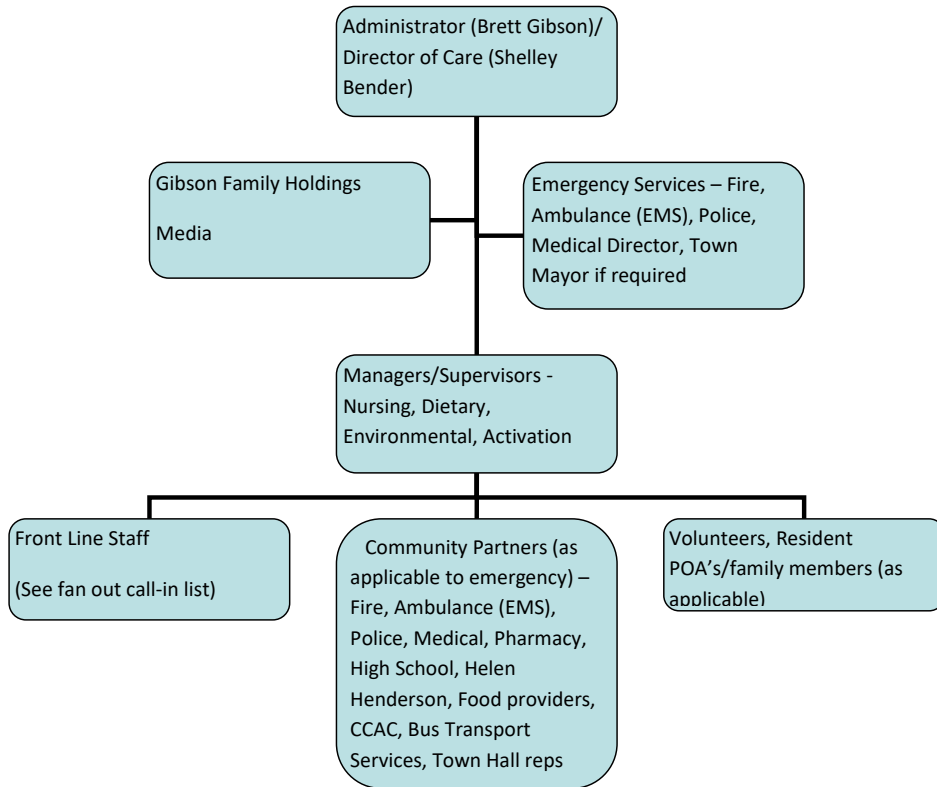 Administrator (Brett Gibson)/
Director of Care (Shelley
Bender)
Gibson Family Holdings
Media
Emergency Services – Fire,
Ambulance (EMS), Police,
Medical Director, Town
Mayor if required
Managers/Supervisors -
Nursing, Dietary,
Environmental, Activation
Front Line Staff
(See fan out call-in list)
Community Partners (as
applicable to emergency) –
Fire, Ambulance (EMS),
Police, Medical, Pharmacy,
High School, Helen
Henderson, Food providers,
CCAC, Bus Transport
Services, Town Hall reps
Volunteers, Resident
POA's/family members (as
applicable)